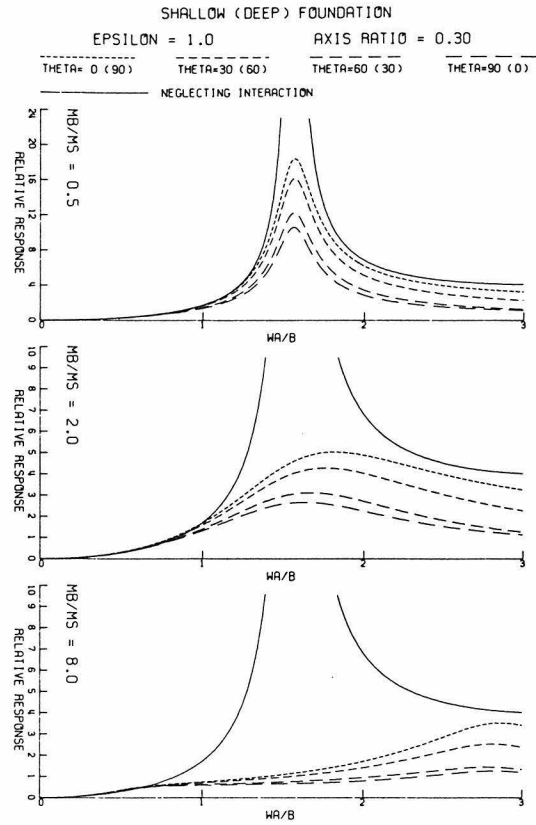 SHALLOW (DEEP) FOUNDATION
EPSILON = 1.0 AXIS RATIO = 0.30
THETA= 0 (90) THETA=30 (60) THETA=60 (30) THETA=90 (0)
NEGLECTING INTERACTION
MB/MS = 0.5
RELATIVE RESPONSE
24
20
16
12
8
4
0
0 1 2 3
WA/B
MB/MS = 2.0
RELATIVE RESPONSE
10
9
8
7
6
5
4
3
2
1
0
0 1 2 3
WA/B
MB/MS = 8.0
RELATIVE RESPONSE
10
9
8
7
6
5
4
3
2
1
0
0 1 2 3
WA/B